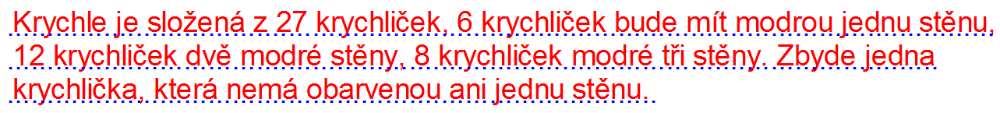 Krychle je složená z 27 krychliček, 6 krychliček bude mít modrou jednu stěnu,
12 krychliček dvě modré stěny, 8 krychliček modré tři stěny. Zbyde jedna
krychlička, která nemá obarvenou ani jednu stěnu.